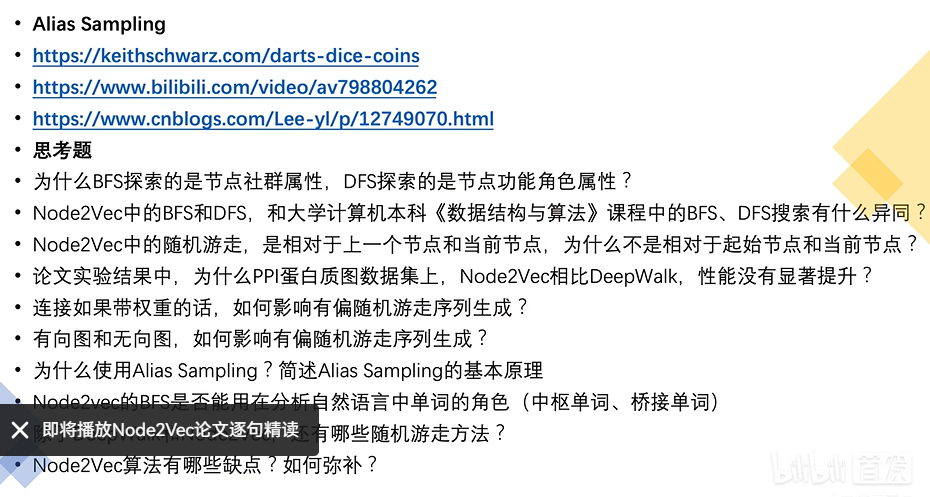 Alias Sampling
https://keithschwarz.com/darts-dice-coins
https://www.bilibili.com/video/av798804262
https://www.cnblogs.com/Lee-yl/p/12749070.html
思考题
为什么BFS探索的是节点社群属性，DFS探索的是节点功能角色属性？
Node2Vec中的BFS和DFS，和大学计算机本科《数据结构与算法》课程中的BFS、DFS搜索有什么异同？
Node2Vec中的随机游走，是相对于上一个节点和当前节点，为什么不是相对于起始节点和当前节点？
论文实验结果中，为什么PPI蛋白质图数据集上，Node2Vec相比DeepWalk，性能没有显著提升？
连接如果带权重的话，如何影响有偏随机游走序列生成？
有向图和无向图，如何影响有偏随机游走序列生成？
为什么使用Alias Sampling？简述Alias Sampling的基本原理
Node2vec的BFS是否能用在分析自然语言中单词的角色（中枢单词、桥接单词）
即将播放Node2Vec论文逐句精读
还有哪些随机游走方法？
Node2Vec算法有哪些缺点？如何弥补？
bilibili 首发